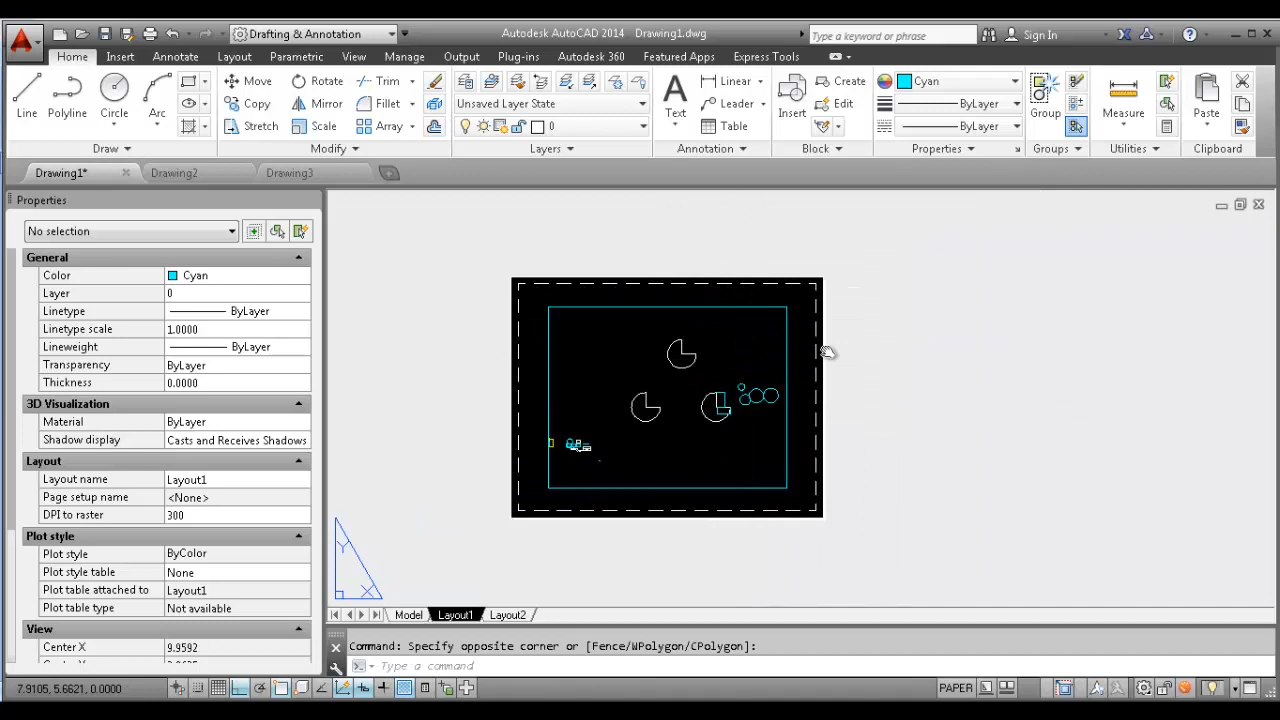 Drafting & Annotation
Autodesk AutoCAD 2014 Drawing1.dwg
Type a keyword or phrase
Sign In
Home Insert Annotate Layout Parametric View Manage Output Plug-ins Autodesk 360 Featured Apps Express Tools
Line Polyline Circle Arc
Move Rotate Trim
Copy Mirror Fillet
Stretch Scale Array
Unsaved Layer State
0
Text
Linear
Leader
Table
Insert
Create
Edit
Cyan
ByLayer
ByLayer
Group
Measure
Paste
Draw Modify Layers Annotation Block Properties Groups Utilities Clipboard
Drawing1* Drawing2 Drawing3
Properties
No selection
General
Color Cyan
Layer 0
Linetype ByLayer
Linetype scale 1.0000
Lineweight ByLayer
Transparency ByLayer
Thickness 0.0000
3D Visualization
Material ByLayer
Shadow display Casts and Receives Shadows
Layout
Layout name Layout1
Page setup name <None>
DPI to raster 300
Plot style
Plot style ByColor
Plot style table None
Plot table attached to Layout1
Plot table type Not available
View
Center X 9.9592
Y
X
Model Layout1 Layout2
Command: Specify opposite corner or [Fence/WPolygon/CPolygon]:
Type a command
7.9105, 5.6621, 0.0000
PAPER